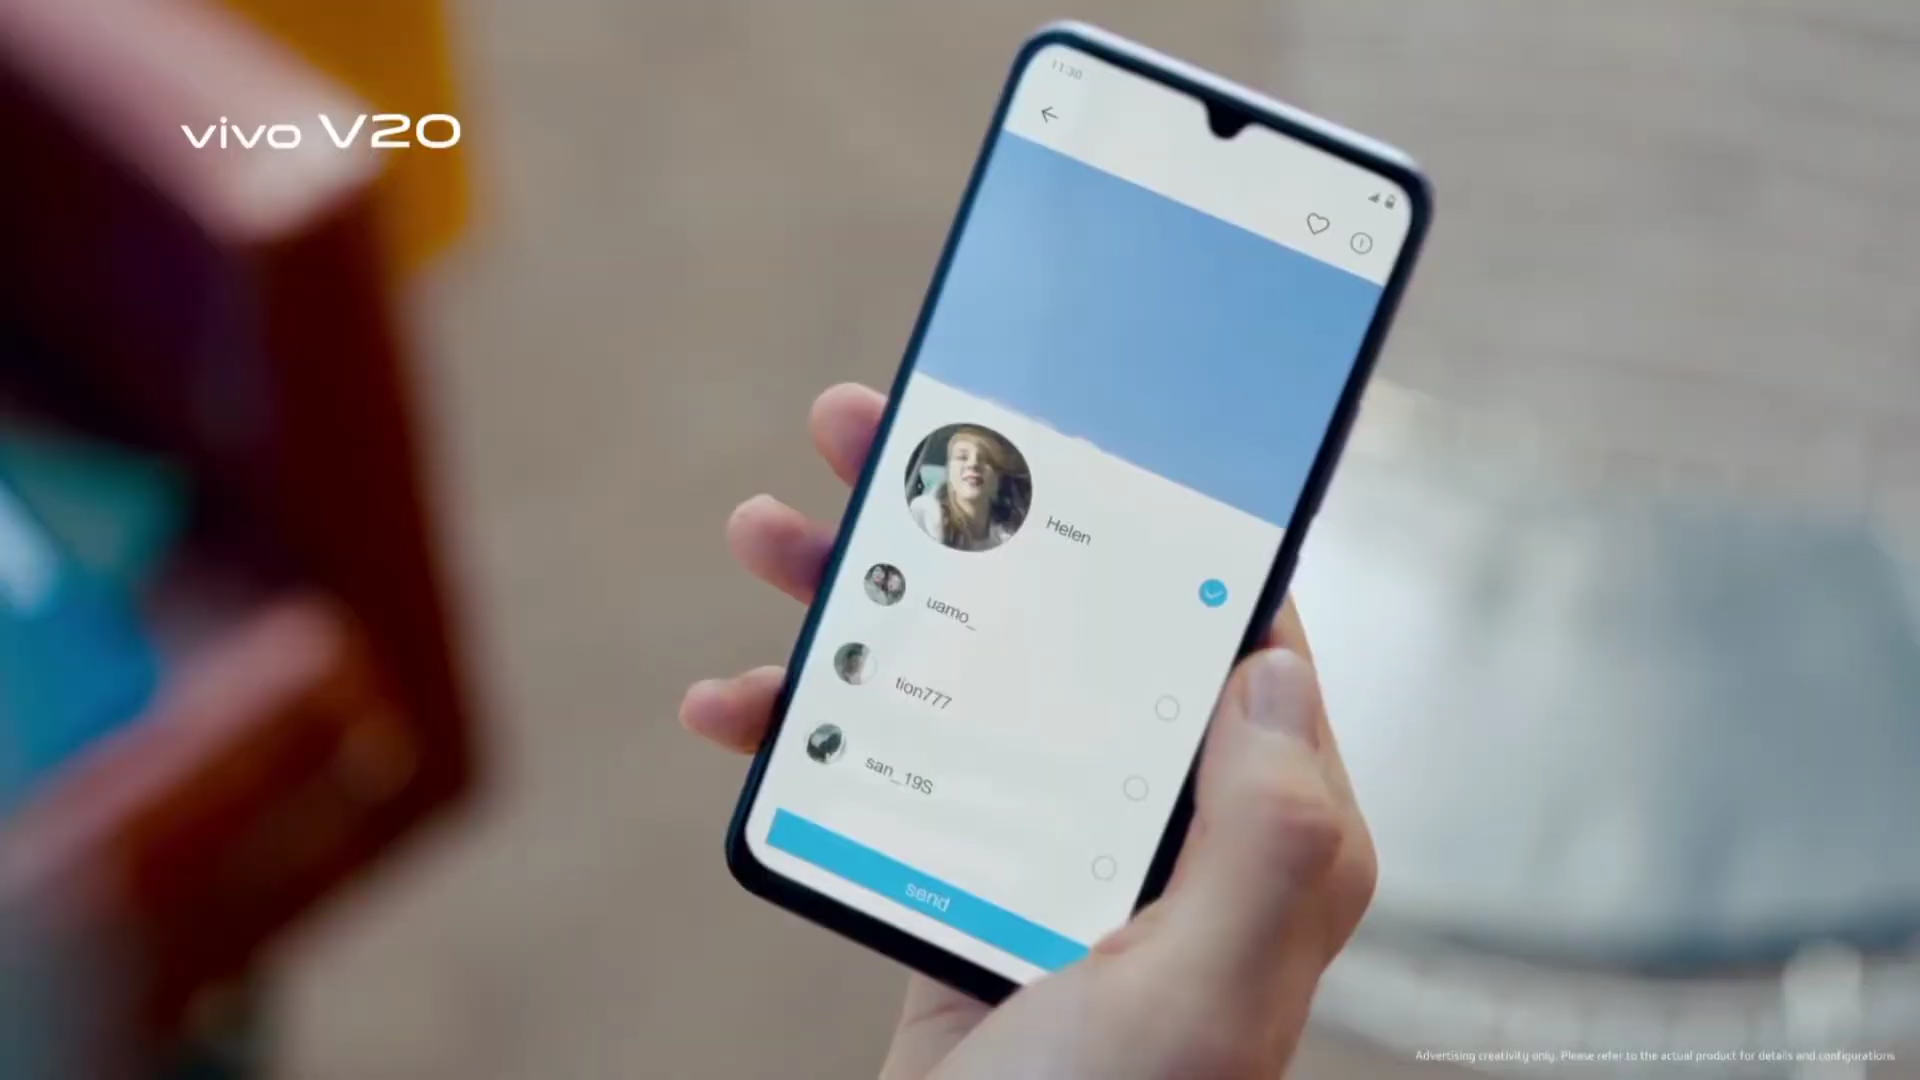 vivo V20
11:30
Helen
uamo_
tion777
san_19S
send
Advertising creativity only. Please refer to the actual product for details and configurations